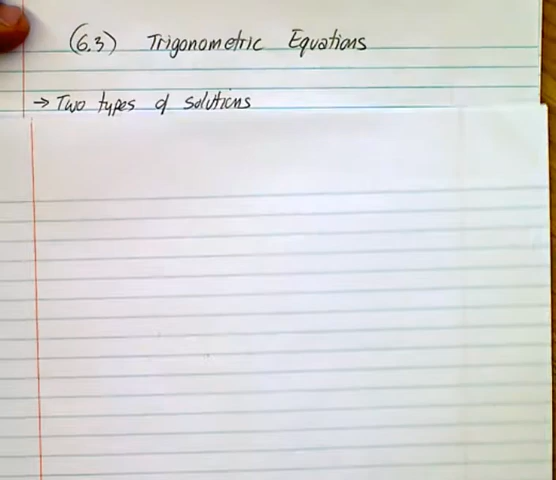 (6.3) Trigonometric Equations
→ Two types of solutions